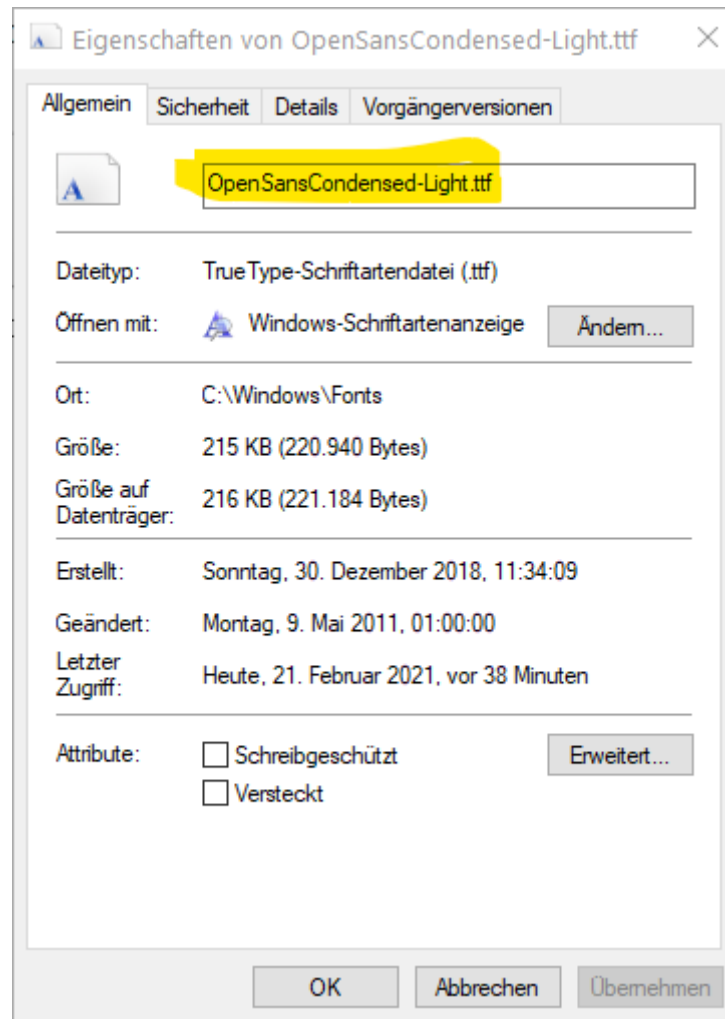 Eigenschaften von OpenSansCondensed-Light.ttf
Allgemein Sicherheit Details Vorgängerversionen
OpenSansCondensed-Light.ttf
Dateityp: TrueType-Schriftartendatei (.ttf)
Öffnen mit: Windows-Schriftartenanzeige Ändern...
Ort: C:\Windows\Fonts
Größe: 215 KB (220.940 Bytes)
Größe auf
Datenträger: 216 KB (221.184 Bytes)
Erstellt: Sonntag, 30. Dezember 2018, 11:34:09
Geändert: Montag, 9. Mai 2011, 01:00:00
Letzter
Zugriff: Heute, 21. Februar 2021, vor 38 Minuten
Attribute: Schreibgeschützt Erweitert...
Versteckt
OK Abbrechen Übernehmen